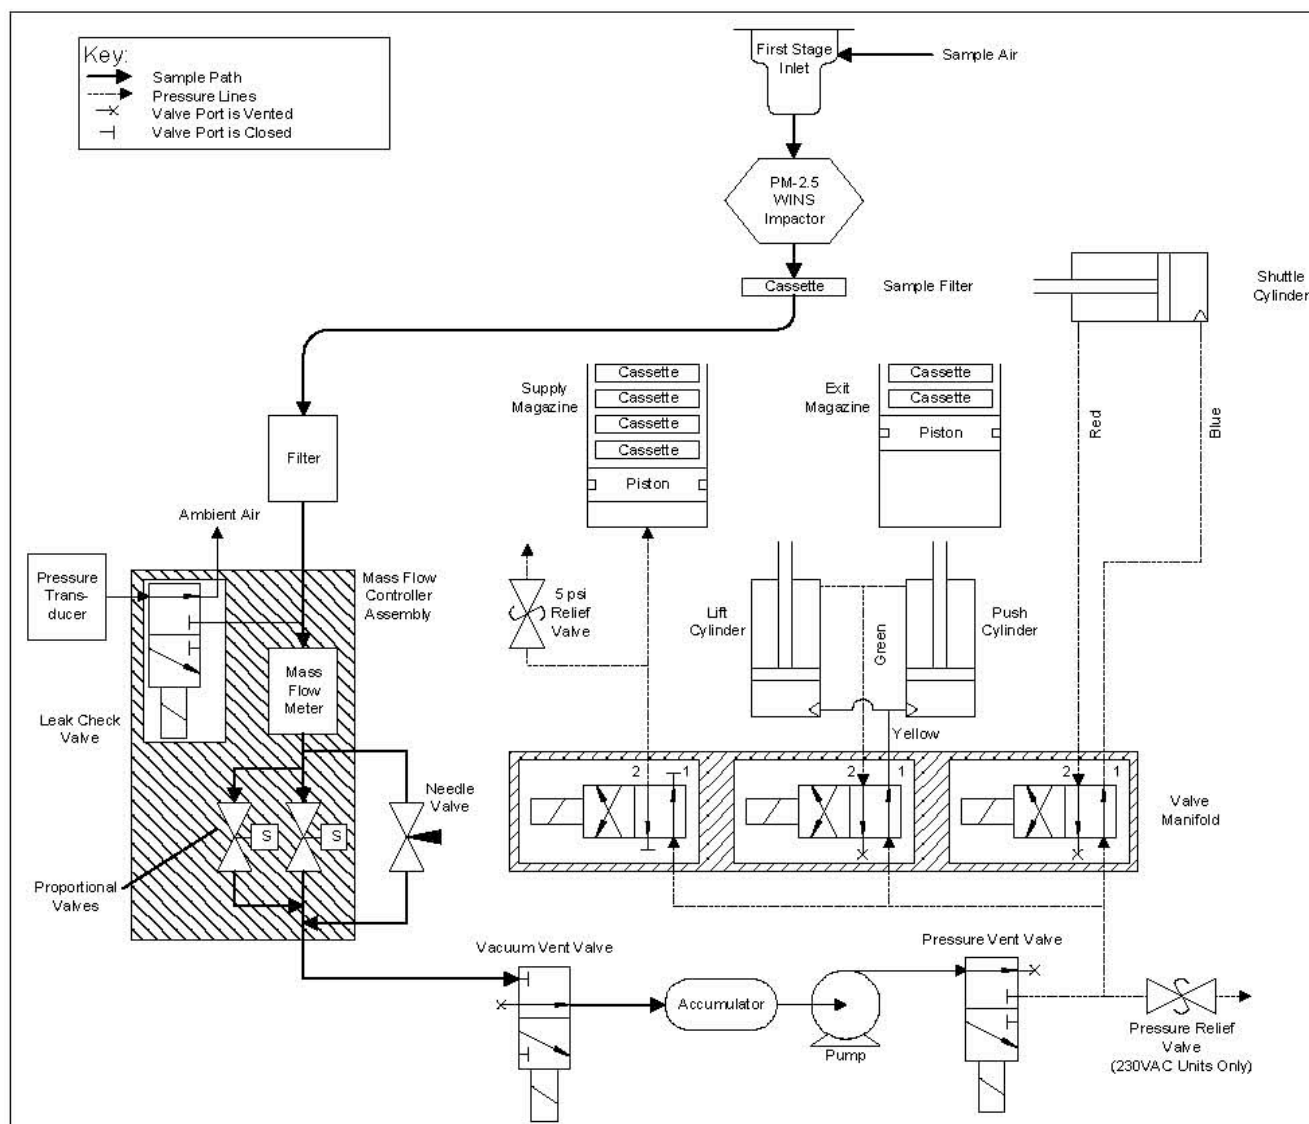 Key:
Sample Path
Pressure Lines
Valve Port is Vented
Valve Port is Closed
First Stage
Inlet
Sample Air
PM-2.5
WINS
Impactor
Cassette
Sample Filter
Shuttle
Cylinder
Supply
Magazine
Cassette
Cassette
Cassette
Cassette
Piston
Exit
Magazine
Cassette
Cassette
Piston
Red
Blue
Filter
Ambient Air
Pressure
Trans-
ducer
Mass Flow
Controller
Assembly
5 psi
Relief
Valve
Lift
Cylinder
Green
Push
Cylinder
Mass
Flow
Meter
Leak Check
Valve
Yellow
2
1
2
1
2
1
Needle
Valve
S
S
Valve
Manifold
Proportional
Valves
Vacuum Vent Valve
Pressure Vent Valve
Accumulator
Pump
Pressure Relief
Valve
(230VAC Units Only)